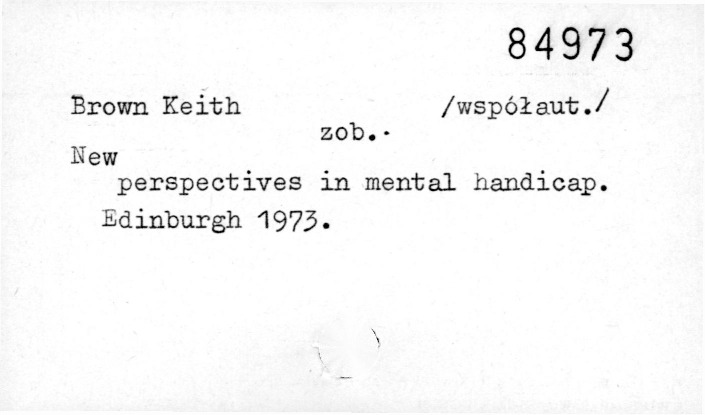 84973
Brown Keith /współaut./
zob..
New
perspectives in mental handicap.
Edinburgh 1973.